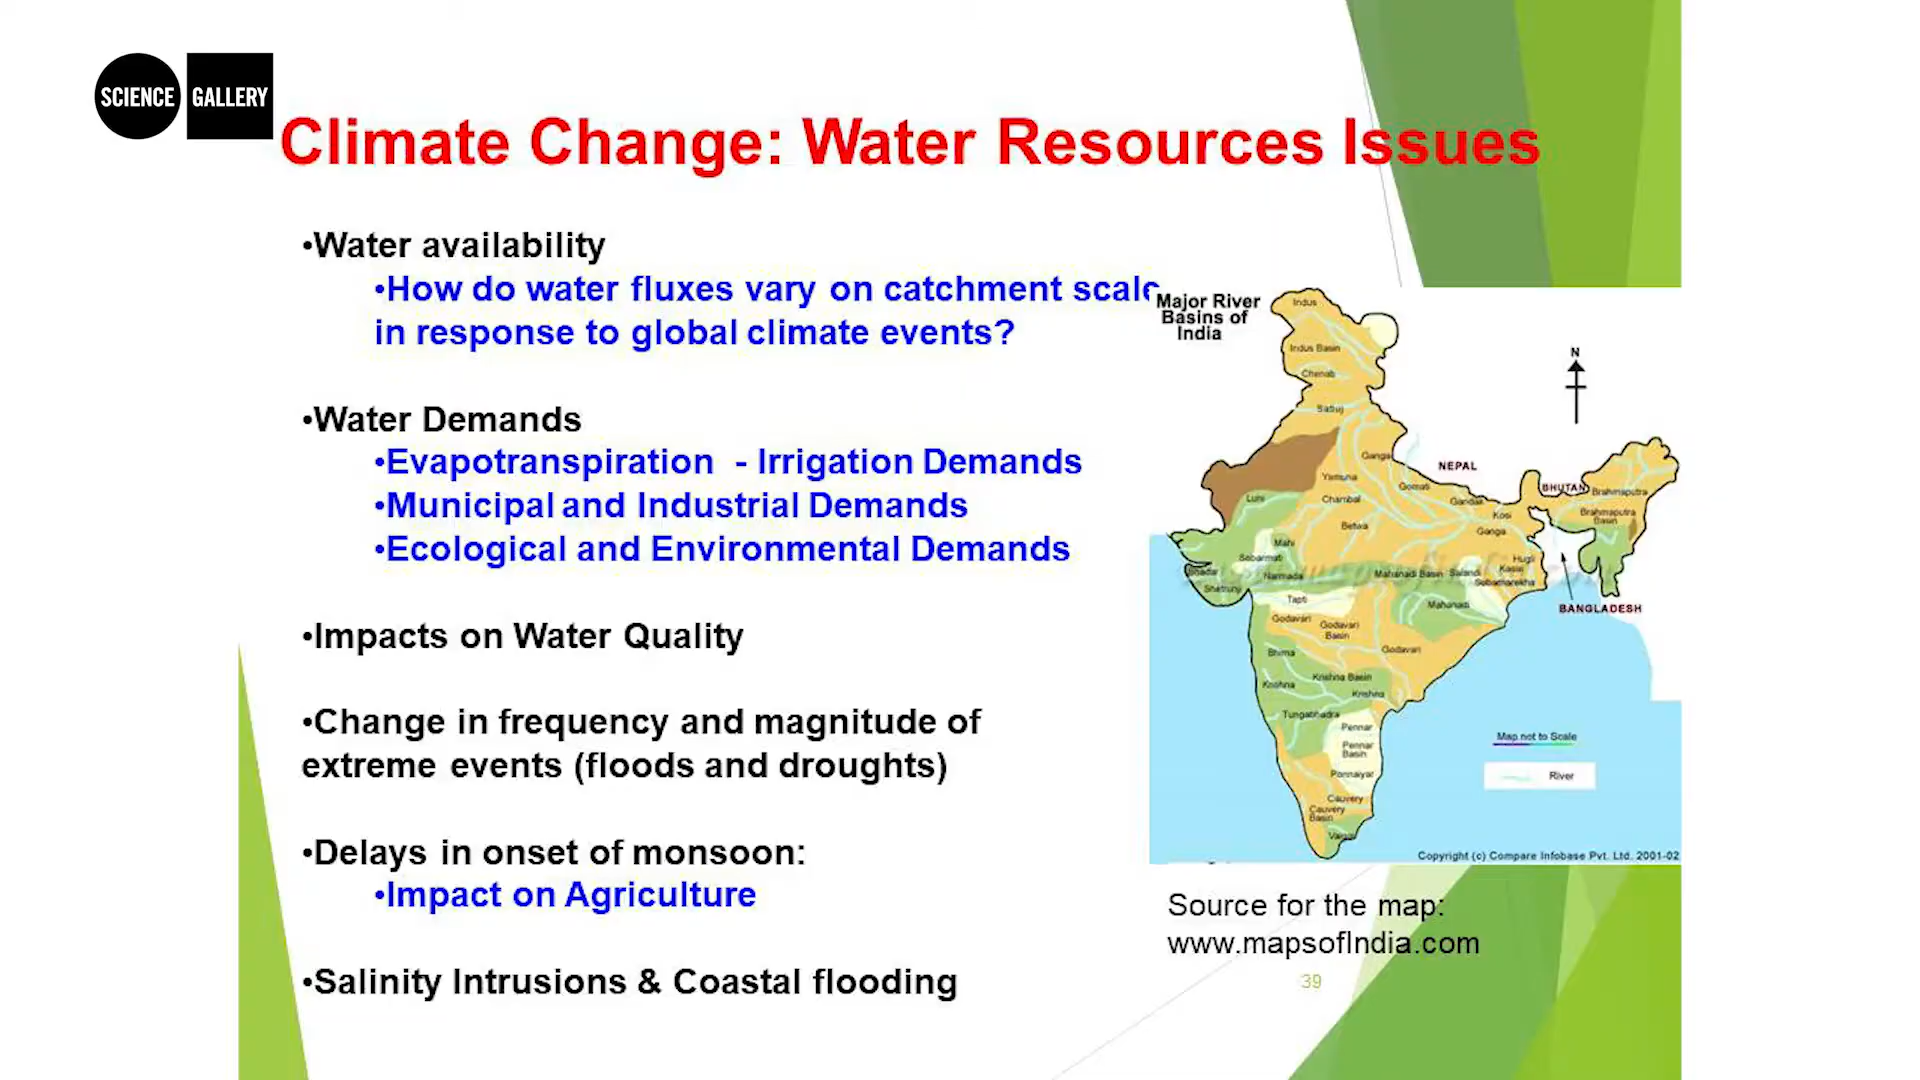 SCIENCE GALLERY
Climate Change: Water Resources Issues
•Water availability
•How do water fluxes vary on catchment scale
in response to global climate events?
•Water Demands
•Evapotranspiration - Irrigation Demands
•Municipal and Industrial Demands
•Ecological and Environmental Demands
•Impacts on Water Quality
•Change in frequency and magnitude of
extreme events (floods and droughts)
•Delays in onset of monsoon:
•Impact on Agriculture
•Salinity Intrusions & Coastal flooding
Major River
Basins of
India
N
Indus
Indus Basin
Chenab
Satluj
Ganga
NEPAL
Yamuna
Gomati
BHUTAN
Brahmaputra
Luni
Chambal
Gandak
Kosi
Brahmaputra
Basin
Betwa
Ganga
Mahi
Sabarmati
Hugli
Kasai
Narmada
Mahanadi Basin
Salandi
Subarnarekha
Shetrunji
Tapti
Mahanadi
BANGLADESH
Godavari
Godavari
Basin
Bhima
Godavari
Krishna Basin
Krishna
Krishna
Tungabhadra
Pennar
Pennar
Basin
Ponnaiyar
Cauvery
Cauvery
Basin
Vaigai
Map not to Scale
River
Copyright (c) Compare Infobase Pvt. Ltd. 2001-02
Source for the map:
www.mapsofIndia.com
39